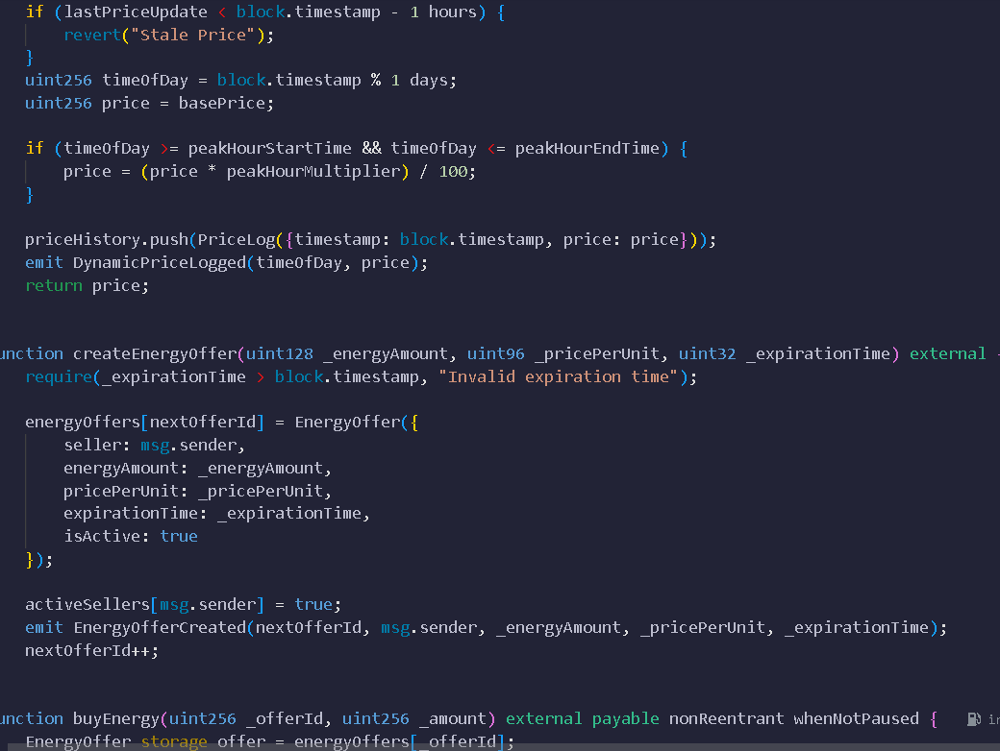 if (lastPriceUpdate < block.timestamp - 1 hours) {
revert("Stale Price");
}
uint256 timeOfDay = block.timestamp % 1 days;
uint256 price = basePrice;
if (timeOfDay >= peakHourStartTime && timeOfDay <= peakHourEndTime) {
price = (price * peakHourMultiplier) / 100;
}
priceHistory.push(PriceLog({timestamp: block.timestamp, price: price}));
emit DynamicPriceLogged(timeOfDay, price);
return price;
unction createEnergyOffer(uint128 _energyAmount, uint96 _pricePerUnit, uint32 _expirationTime) external
require(_expirationTime > block.timestamp, "Invalid expiration time");
energyOffers[nextOfferId] = EnergyOffer({
seller: msg.sender,
energyAmount: _energyAmount,
pricePerUnit: _pricePerUnit,
expirationTime: _expirationTime,
isActive: true
});
activeSellers[msg.sender] = true;
emit EnergyOfferCreated(nextOfferId, msg.sender, _energyAmount, _pricePerUnit, _expirationTime);
nextOfferId++;
unction buyEnergy(uint256 _offerId, uint256 _amount) external payable nonReentrant whenNotPaused {
EnergyOffer storage offer = energyOffers[_offerId];